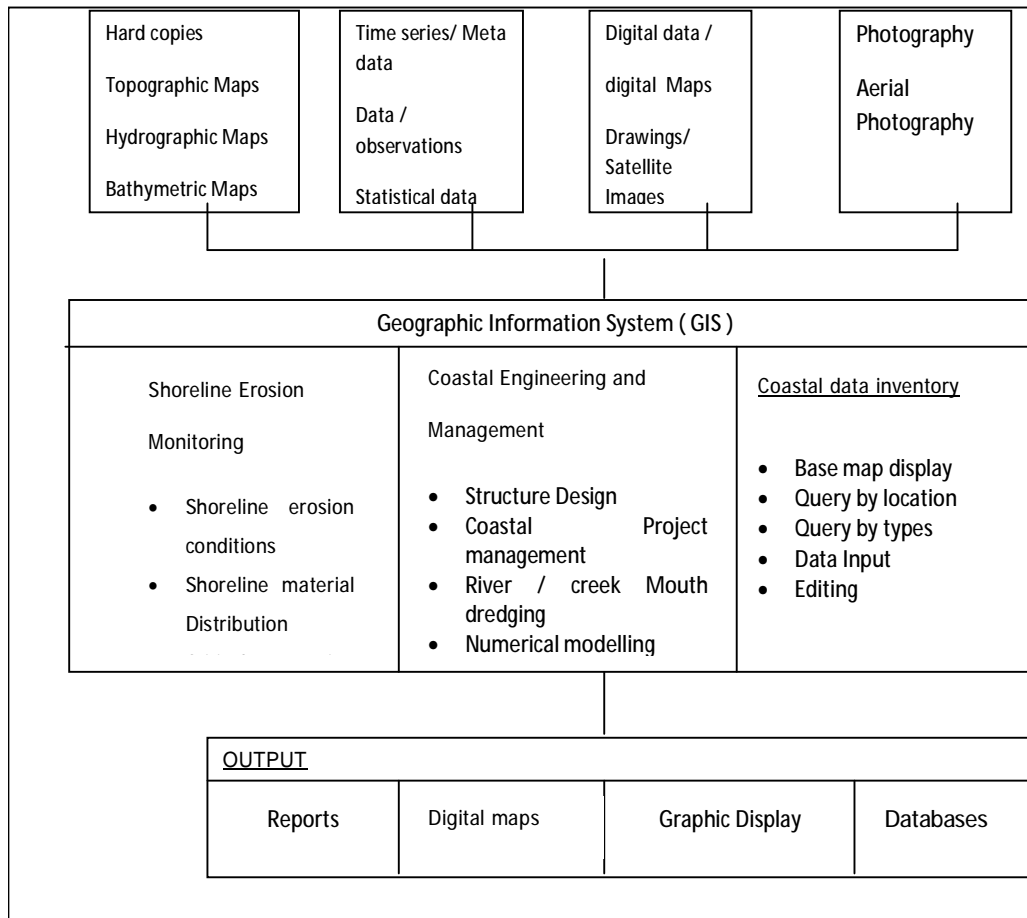 Hard copies
Topographic Maps
Hydrographic Maps
Bathymetric Maps
Time series/ Meta
data
Data /
observations
Statistical data
Digital data /
digital Maps
Drawings/
Satellite
Images
Photography
Aerial
Photography
Geographic Information System ( GIS )
Shoreline Erosion
Monitoring
• Shoreline erosion
conditions
• Shoreline material
Distribution
Coastal Engineering and
Management
• Structure Design
• Coastal Project
management
• River / creek Mouth
dredging
• Numerical modelling
Coastal data inventory
• Base map display
• Query by location
• Query by types
• Data Input
• Editing
OUTPUT
Reports
Digital maps
Graphic Display
Databases